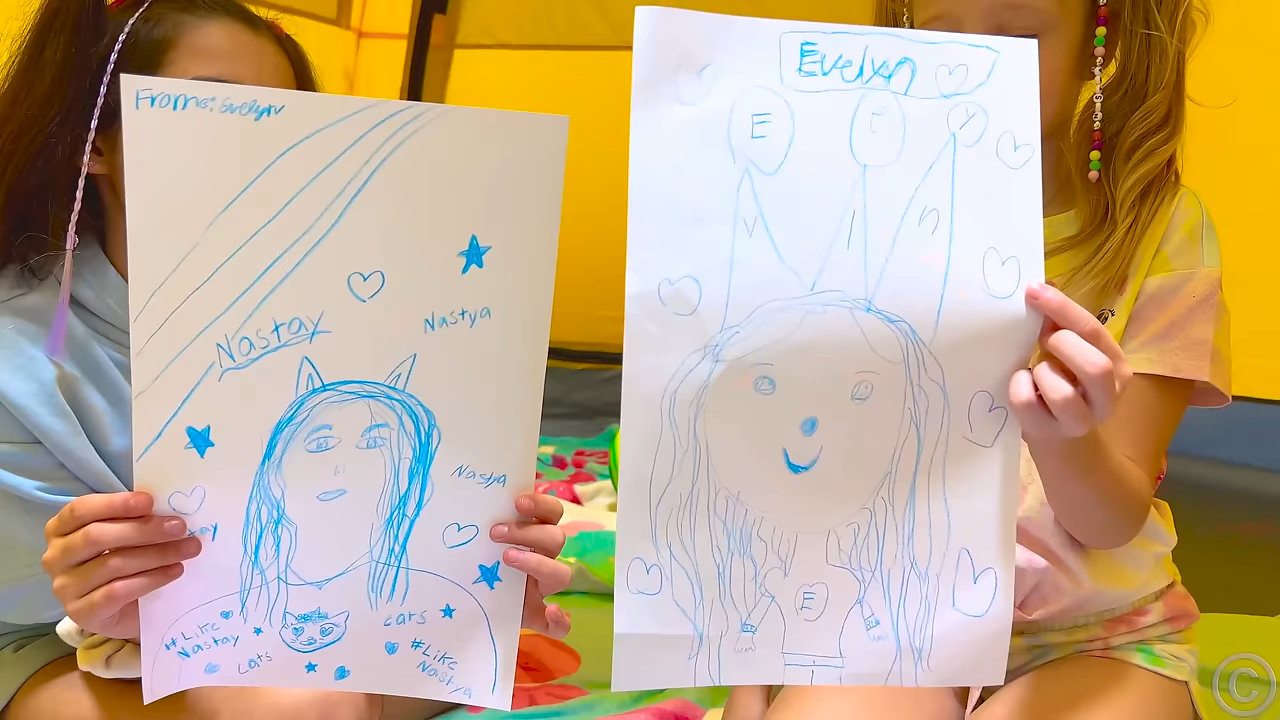 From: Evelyn
Nastay
Nastya
Nastya
#Like
Nastay
cats
cats
#Like
Nastya
Evelyn
E
E